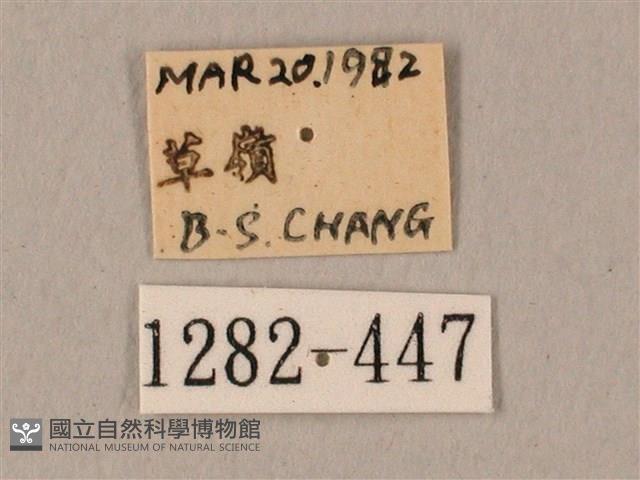 MAR 20.1982
草嶺
B-S. CHANG
1282-447
國立自然科學博物館
NATIONAL MUSEUM OF NATURAL SCIENCE